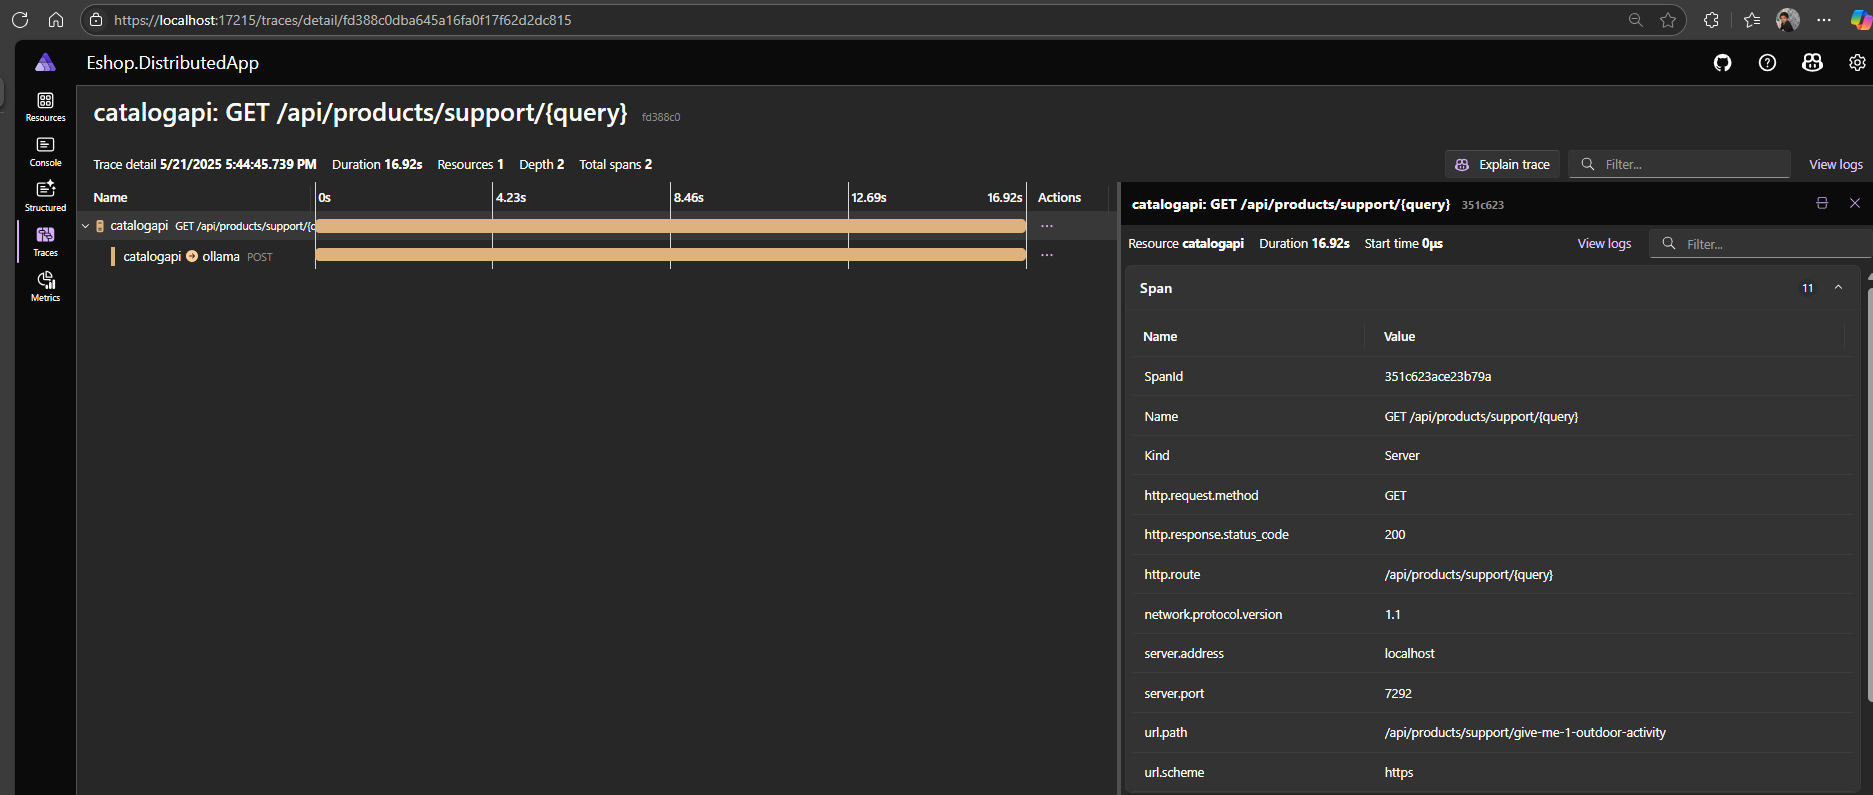 https://localhost:17215/traces/detail/fd388c0dba645a16fa0f17f62d2dc815
Eshop.DistributedApp
Resources
Console
Structured
Traces
Metrics
catalogapi: GET /api/products/support/{query} fd388c0
Trace detail 5/21/2025 5:44:45.739 PM Duration 16.92s Resources 1 Depth 2 Total spans 2
Explain trace Filter... View logs
Name 0s 4.23s 8.46s 12.69s 16.92s Actions
catalogapi GET /api/products/support/{c
catalogapi ollama POST
catalogapi: GET /api/products/support/{query} 351c623
Resource catalogapi Duration 16.92s Start time 0µs View logs Filter...
Span 11
Name Value
SpanId 351c623ace23b79a
Name GET /api/products/support/{query}
Kind Server
http.request.method GET
http.response.status_code 200
http.route /api/products/support/{query}
network.protocol.version 1.1
server.address localhost
server.port 7292
url.path /api/products/support/give-me-1-outdoor-activity
url.scheme https